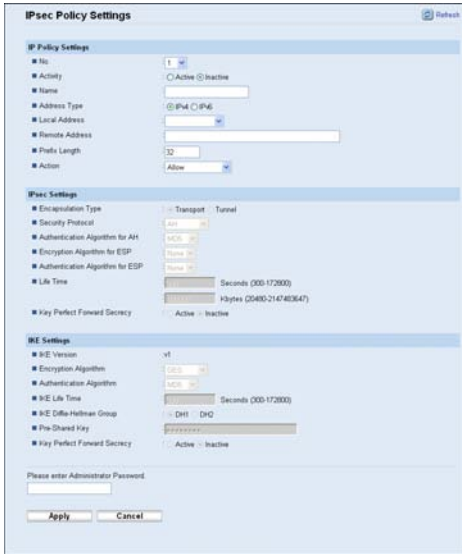 IPsec Policy Settings
Refresh
IP Policy Settings
No. 1
Activity : Active Inactive
Name
Address Type : IPv4 IPv6
Local Address :
Remote Address :
Prefix Length : 32
Action : Allow
IPsec Settings
Encapsulation Type : Transport Tunnel
Security Protocol : AH
Authentication Algorithm for AH : MD5
Encryption Algorithm for ESP : None
Authentication Algorithm for ESP : None
Life Time : Seconds (300-172800)
Kbytes (20480-2147483647)
Key Perfect Forward Secrecy : Active Inactive
IKE Settings
IKE Version : v1
Encryption Algorithm : DES
Authentication Algorithm : MD5
IKE Life Time : Seconds (300-172800)
IKE Diffie-Hellman Group : DH1 DH2
Pre-Shared Key :
Key Perfect Forward Secrecy : Active Inactive
Please enter Administrator Password.
Apply Cancel